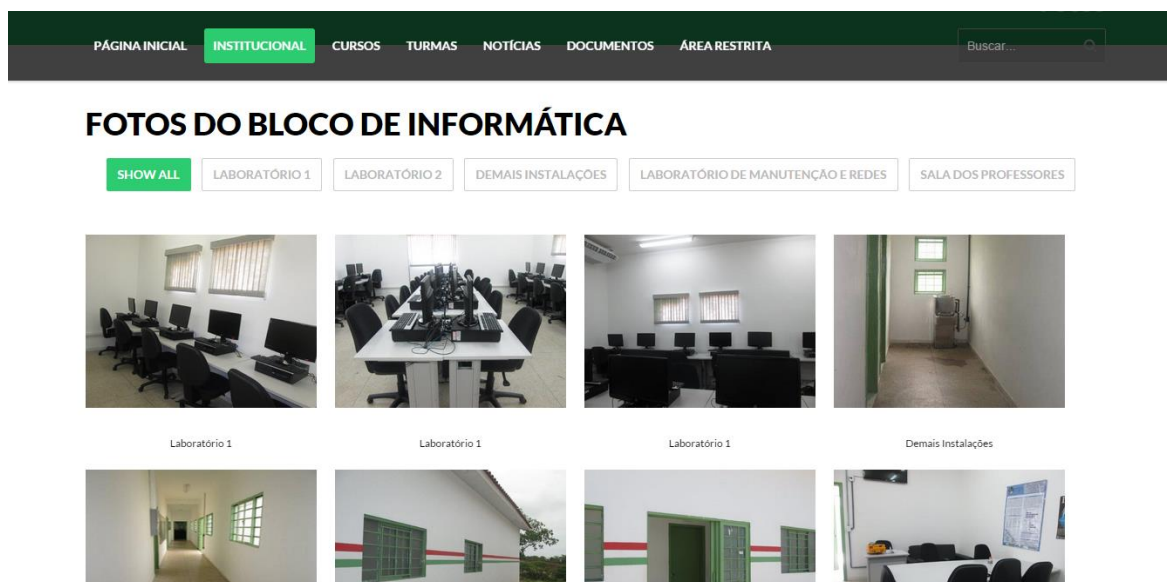 PÁGINA INICIAL INSTITUCIONAL CURSOS TURMAS NOTÍCIAS DOCUMENTOS ÁREA RESTRITA Buscar...
FOTOS DO BLOCO DE INFORMÁTICA
SHOW ALL LABORATÓRIO 1 LABORATÓRIO 2 DEMAIS INSTALAÇÕES LABORATÓRIO DE MANUTENÇÃO E REDES SALA DOS PROFESSORES
Laboratório 1 Laboratório 1 Laboratório 1 Demais Instalações